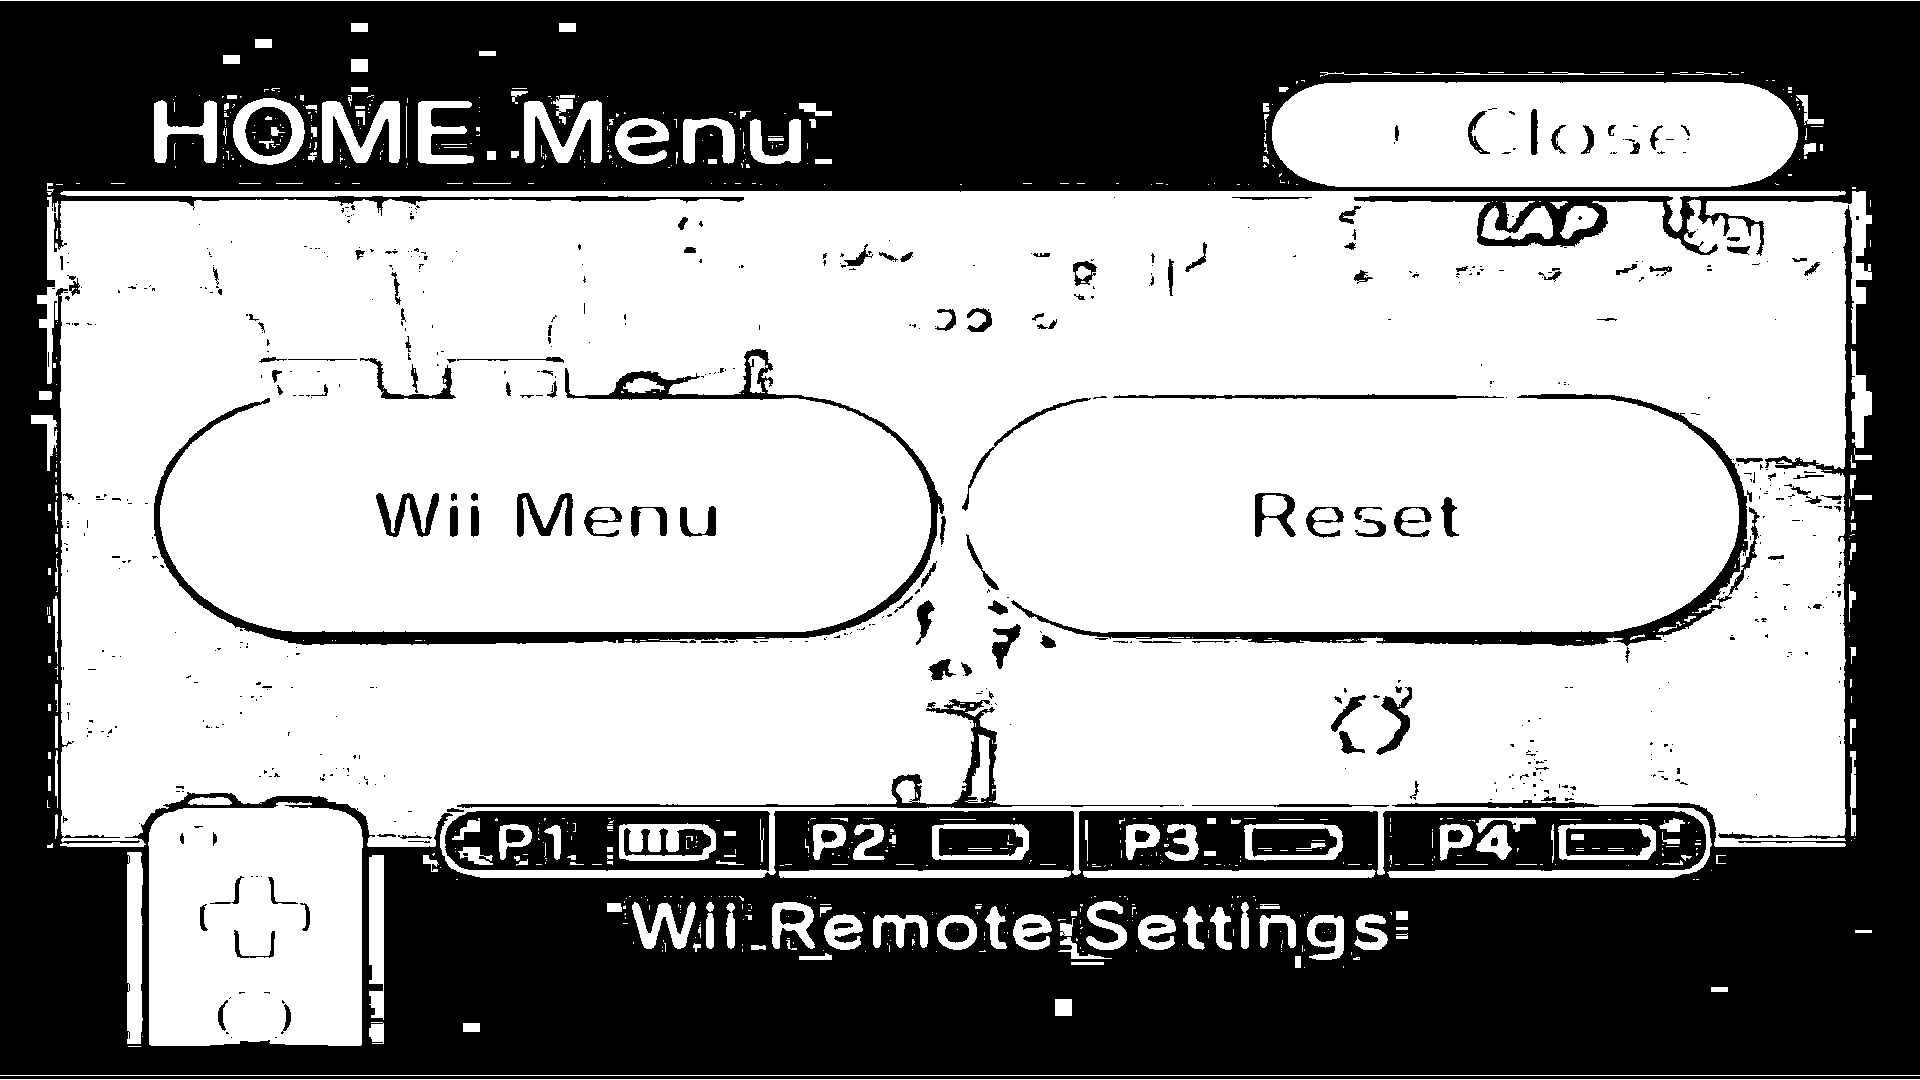 HOME Menu
Close
LAP
Wii Menu
Reset
P1
P2
P3
P4
Wii Remote Settings